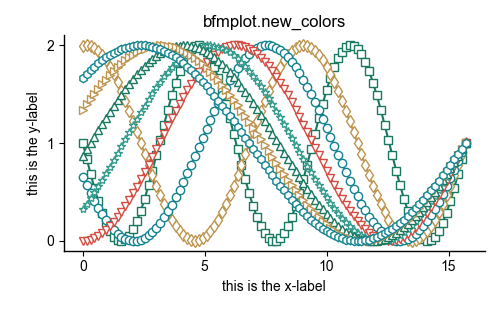 bfmplot.new_colors
2
1
0
this is the y-label
0
5
10
15
this is the x-label